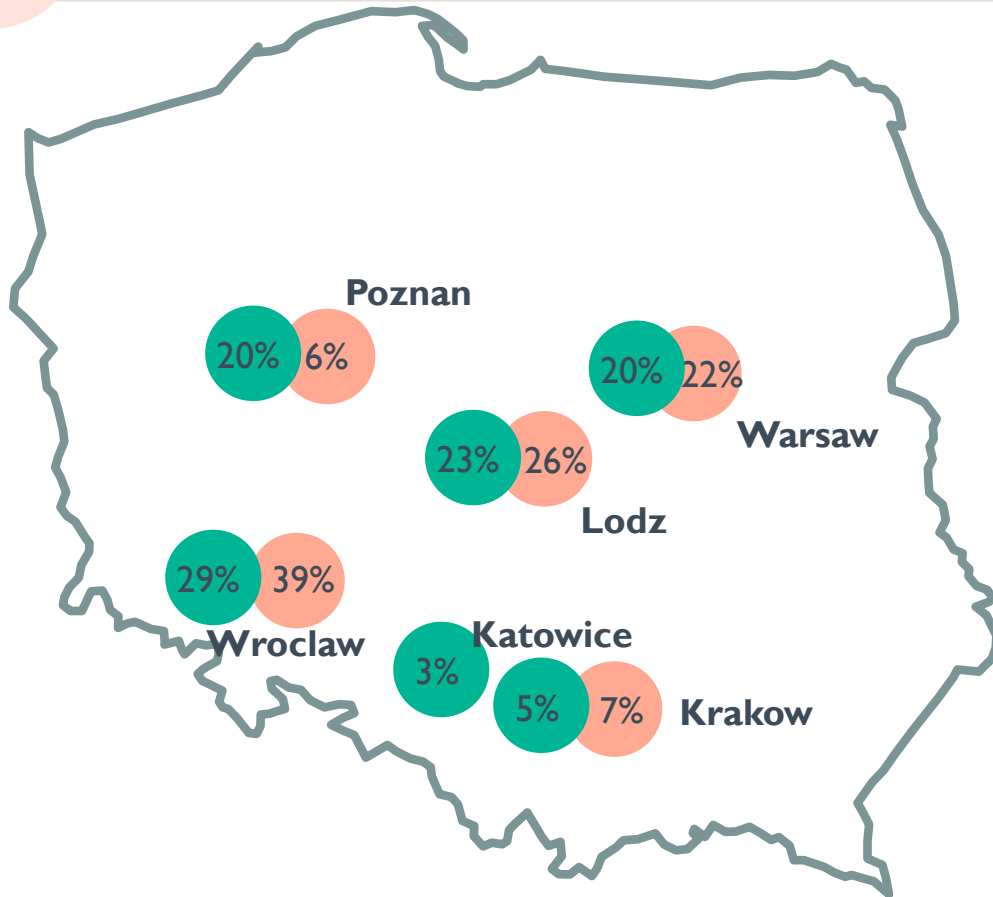 Poznan
20% 6%
20% 22%
Warsaw
23% 26%
Lodz
29% 39%
Wroclaw
Katowice
3%
5% 7% Krakow